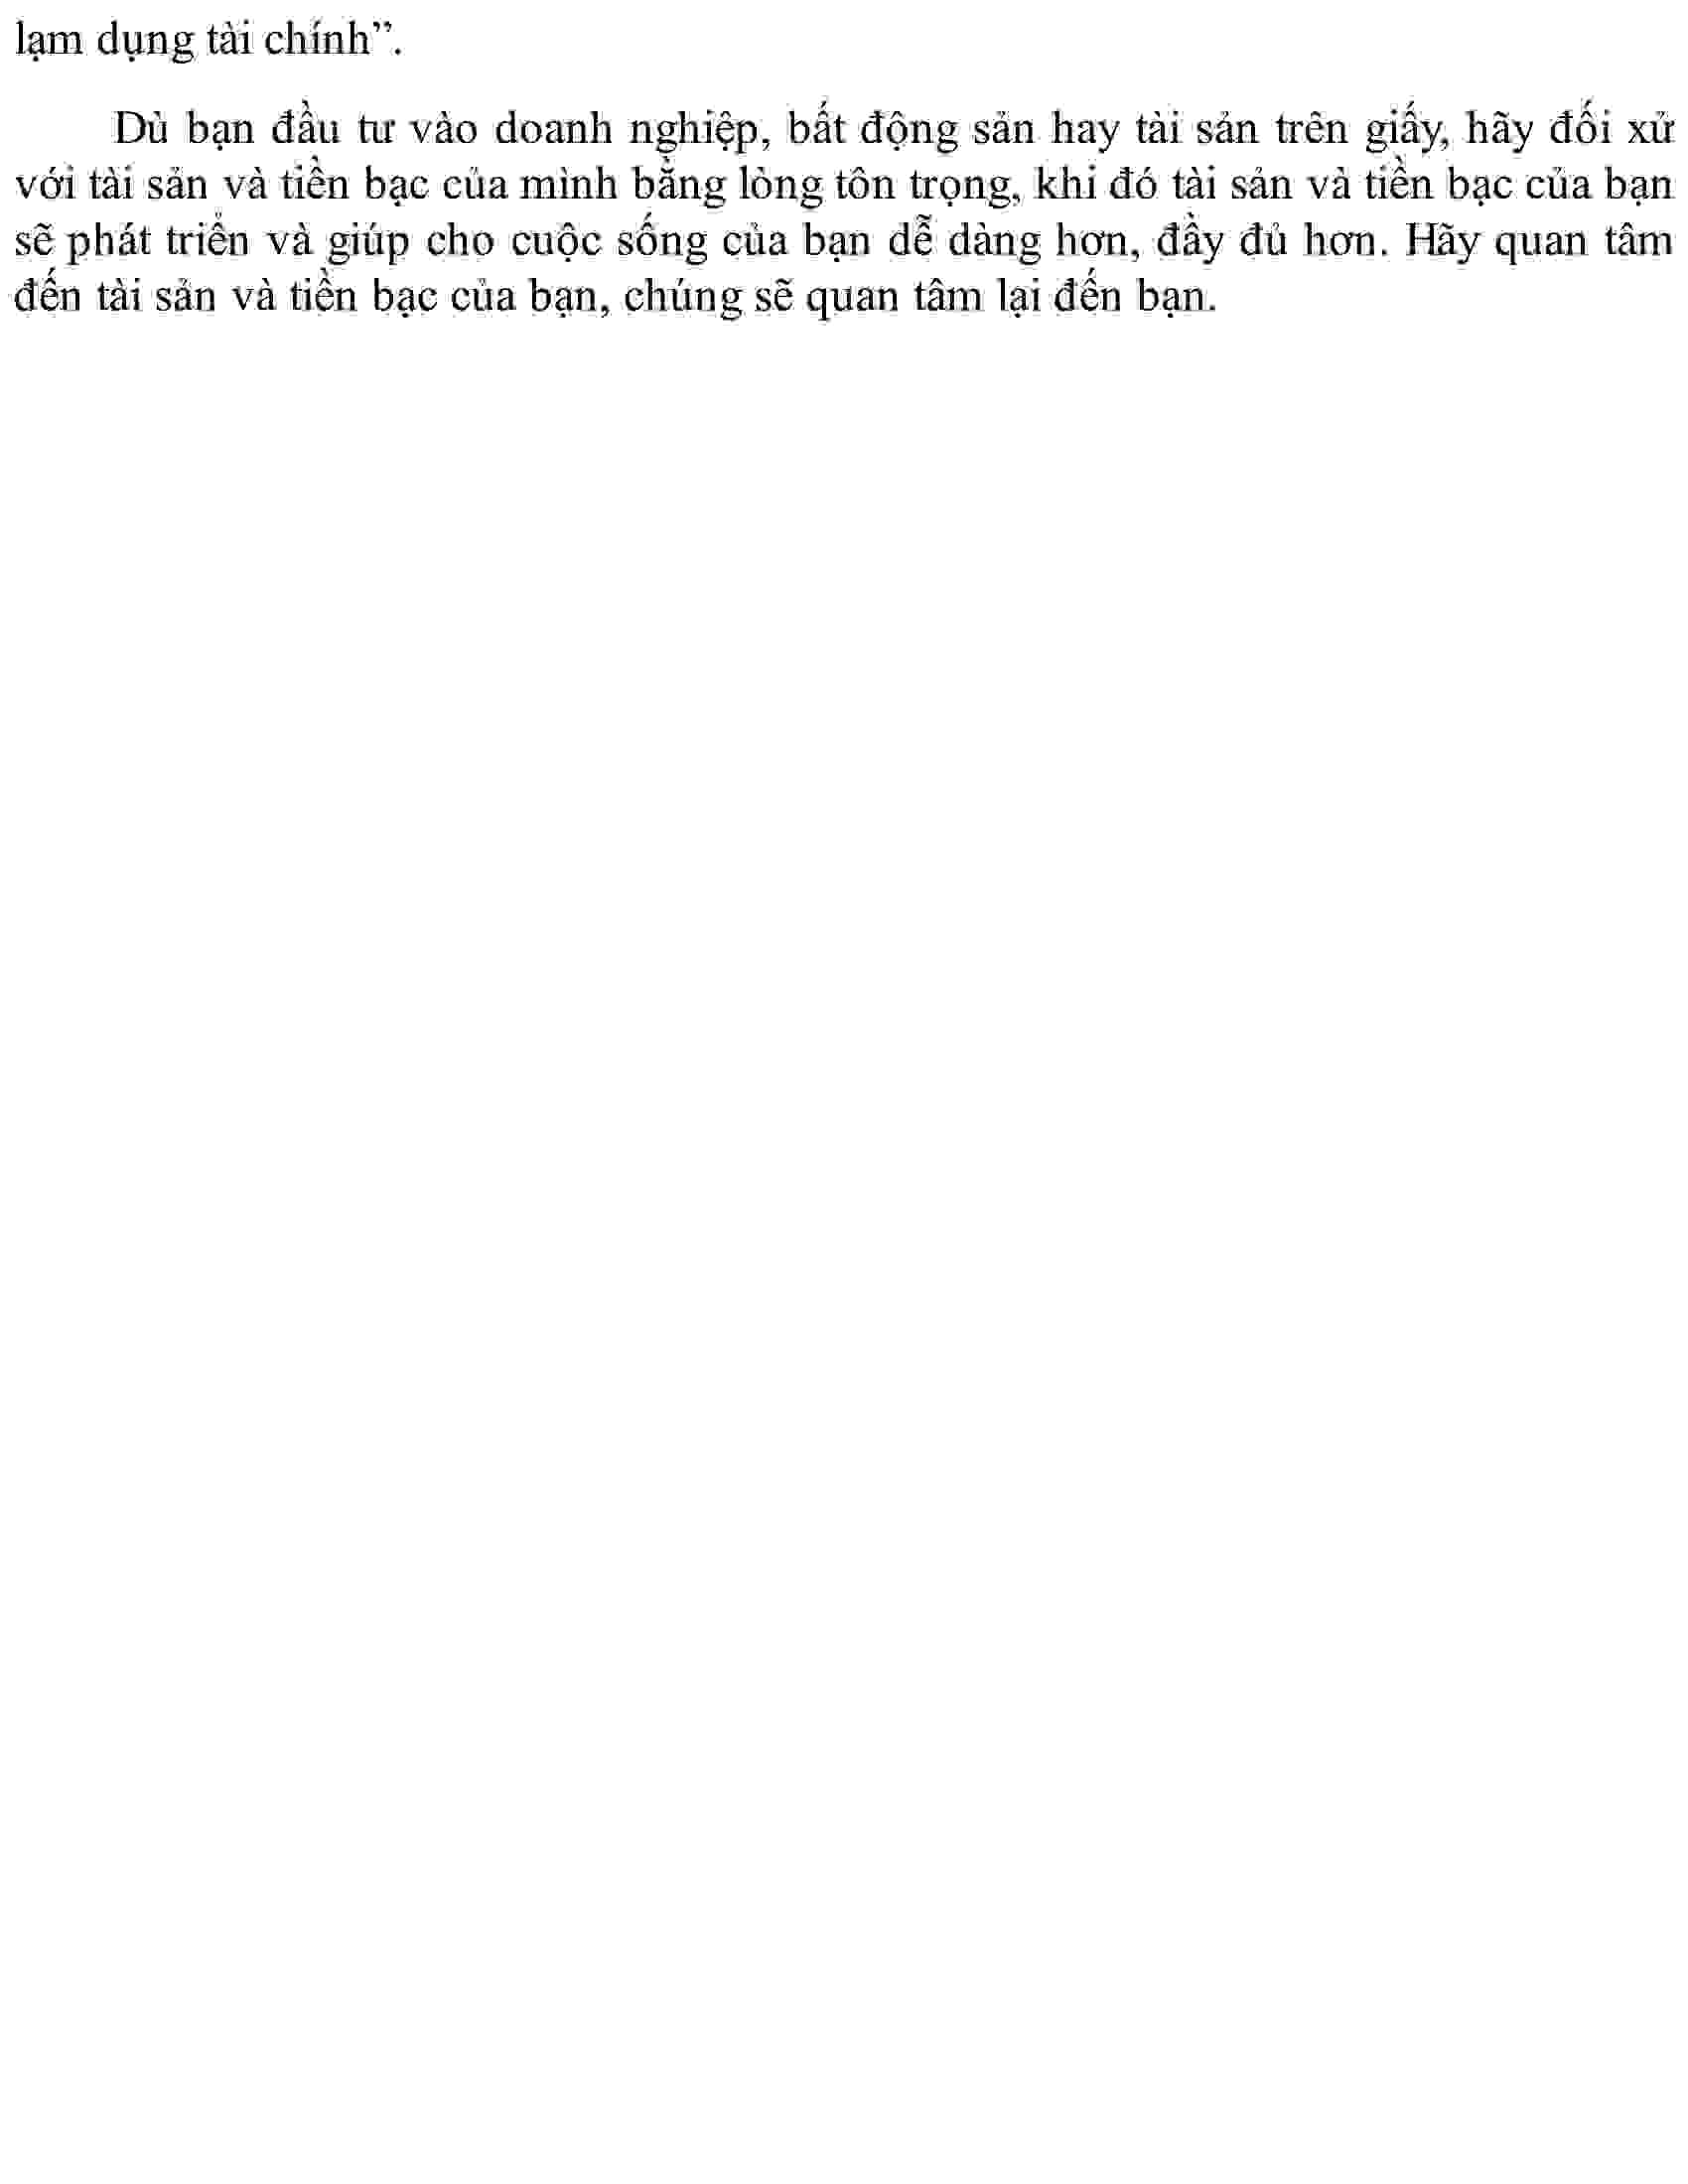 lạm dụng tài chính”.
Dù bạn đầu tư vào doanh nghiệp, bất động sản hay tài sản trên giấy, hãy đối xử
với tài sản và tiền bạc của mình bằng lòng tôn trọng, khi đó tài sản và tiền bạc của bạn
sẽ phát triển và giúp cho cuộc sống của bạn dễ dàng hơn, đầy đủ hơn. Hãy quan tâm
đến tài sản và tiền bạc của bạn, chúng sẽ quan tâm lại đến bạn.